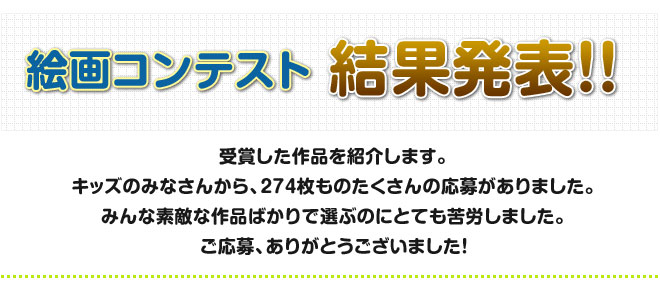 絵画コンテスト 結果発表!!
受賞した作品を紹介します。
キッズのみなさんから、274枚ものたくさんの応募がありました。
みんな素敵な作品ばかりで選ぶのにとても苦労しました。
ご応募、ありがとうございました!